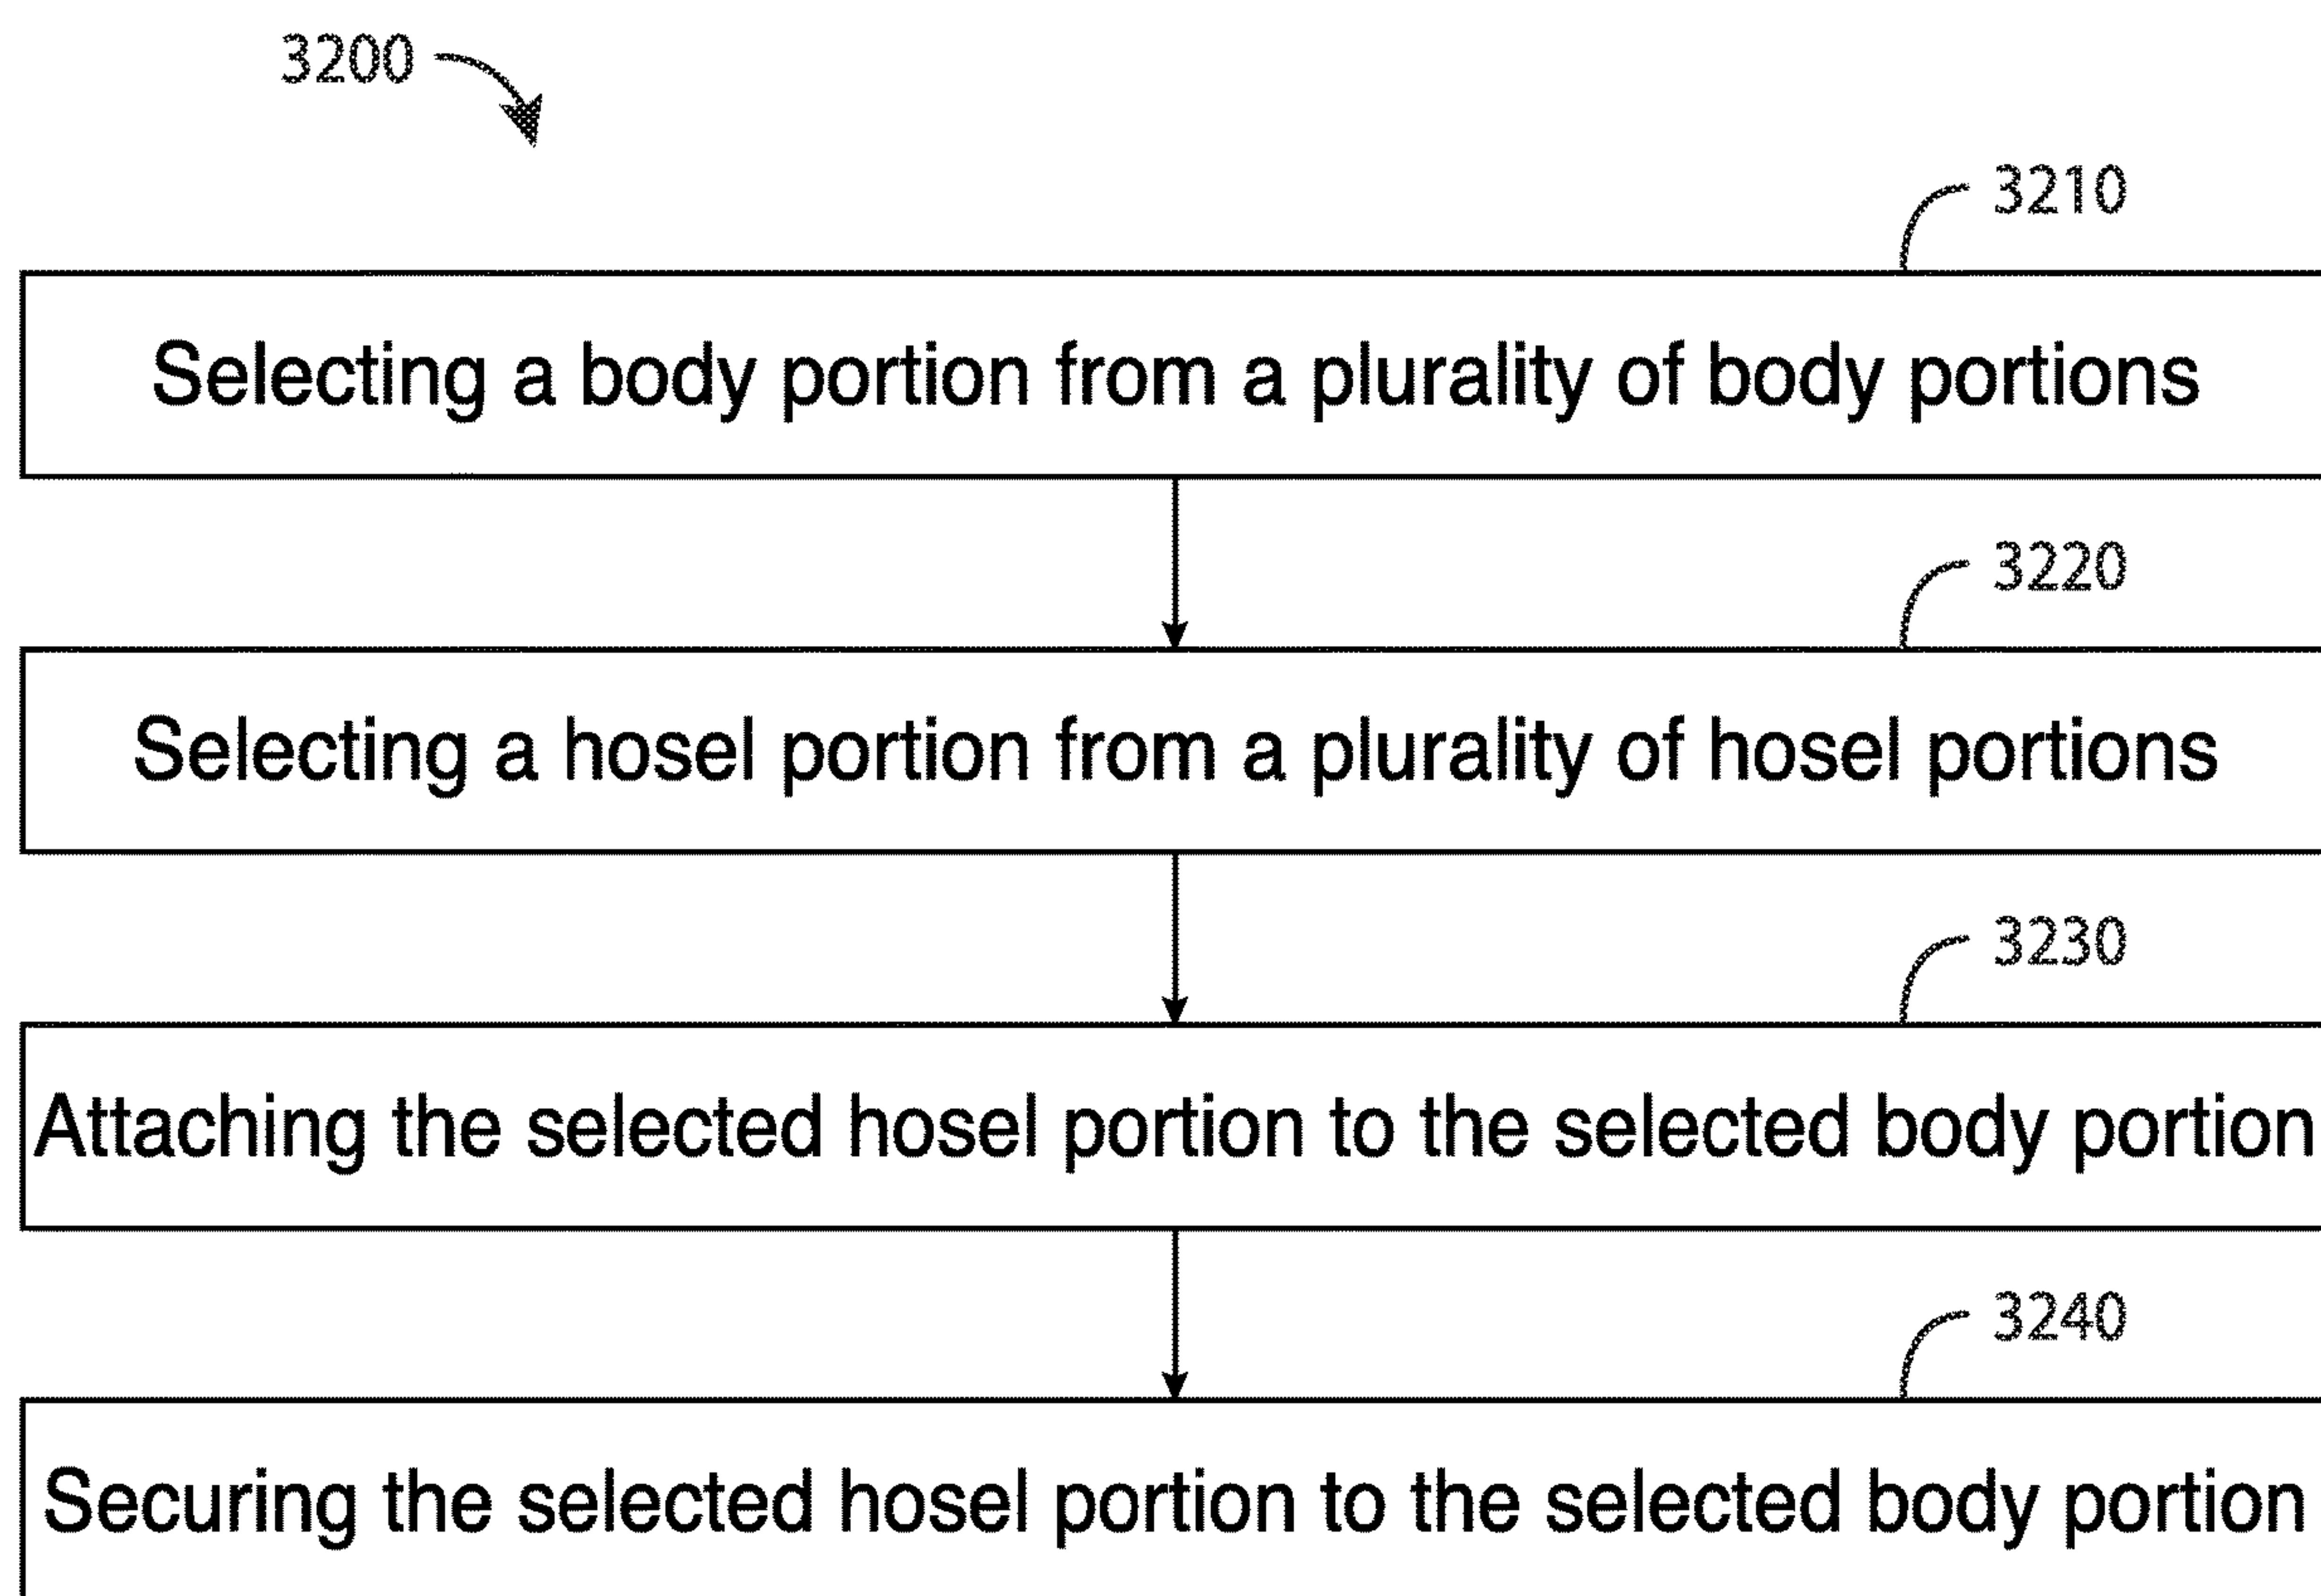 3200
3210
Selecting a body portion from a plurality of body portions
3220
Selecting a hosel portion from a plurality of hosel portions
3230
Attaching the selected hosel portion to the selected body portion
3240
Securing the selected hosel portion to the selected body portion